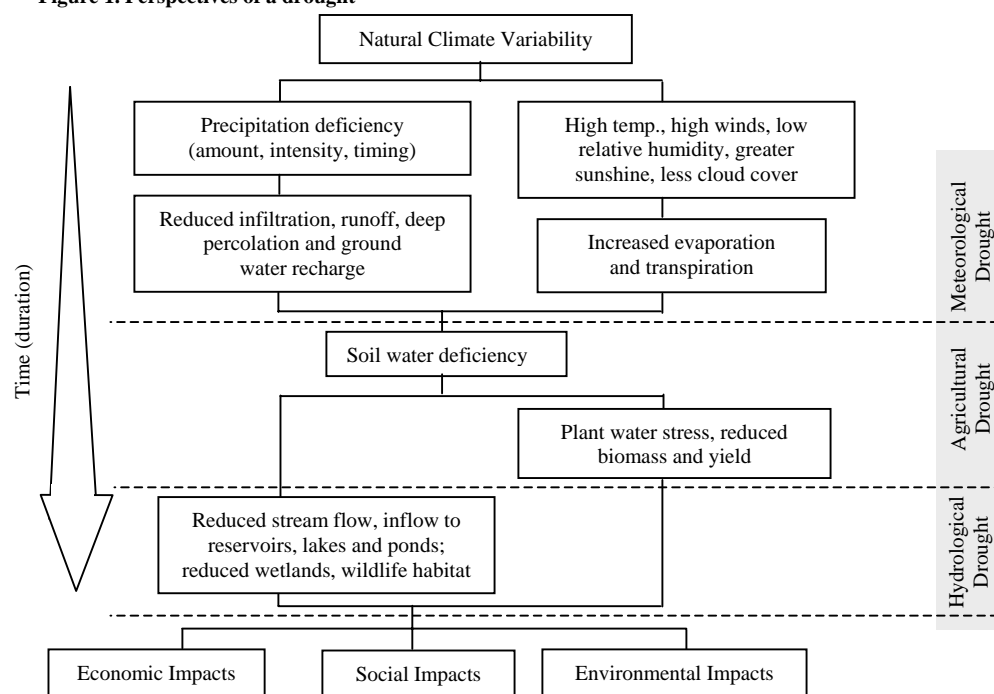 Figure 1. Perspectives of a drought
Natural Climate Variability
Precipitation deficiency
(amount, intensity, timing)
High temp., high winds, low
relative humidity, greater
sunshine, less cloud cover
Reduced infiltration, runoff, deep
percolation and ground
water recharge
Increased evaporation
and transpiration
Meteorological
Drought
Time (duration)
Soil water deficiency
Plant water stress, reduced
biomass and yield
Agricultural
Drought
Reduced stream flow, inflow to
reservoirs, lakes and ponds;
reduced wetlands, wildlife habitat
Hydrological
Drought
Economic Impacts
Social Impacts
Environmental Impacts